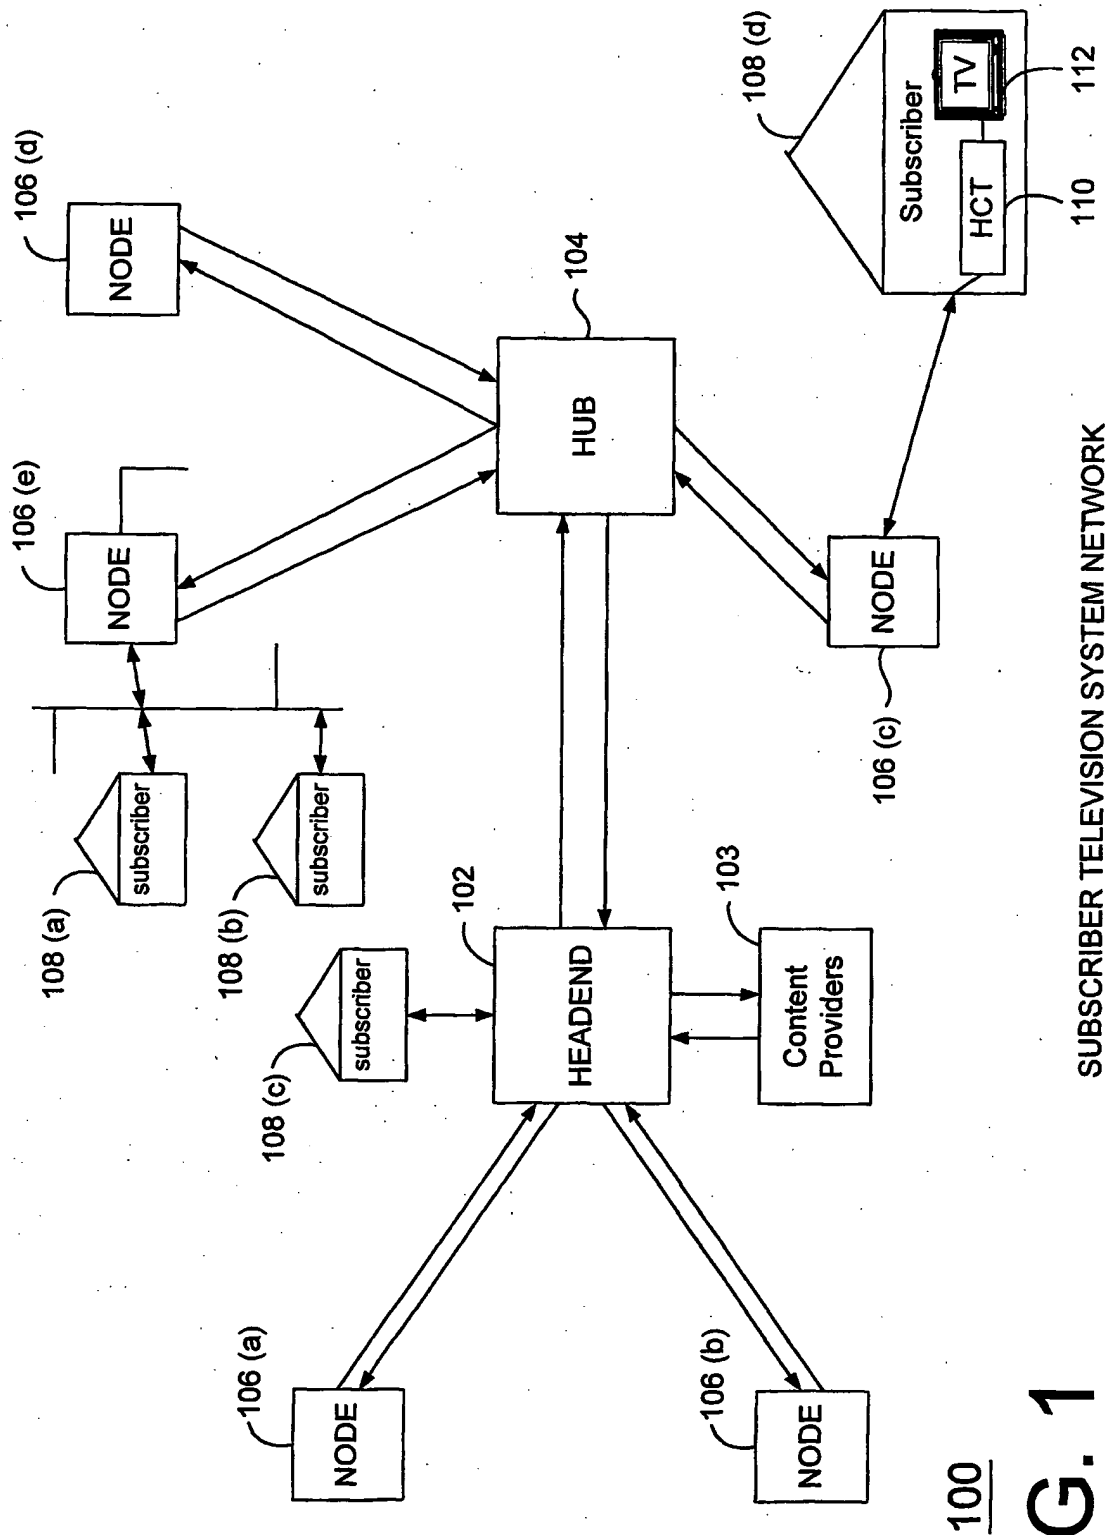 106 (d)
NODE
106 (e)
NODE
108 (a)
subscriber
108 (b)
subscriber
108 (c)
subscriber
102
HEADEND
104
HUB
106 (a)
NODE
106 (b)
NODE
103
Content
Providers
106 (c)
NODE
108 (d)
Subscriber
HCT
TV
110
112
SUBSCRIBER TELEVISION SYSTEM NETWORK
100
G. 1